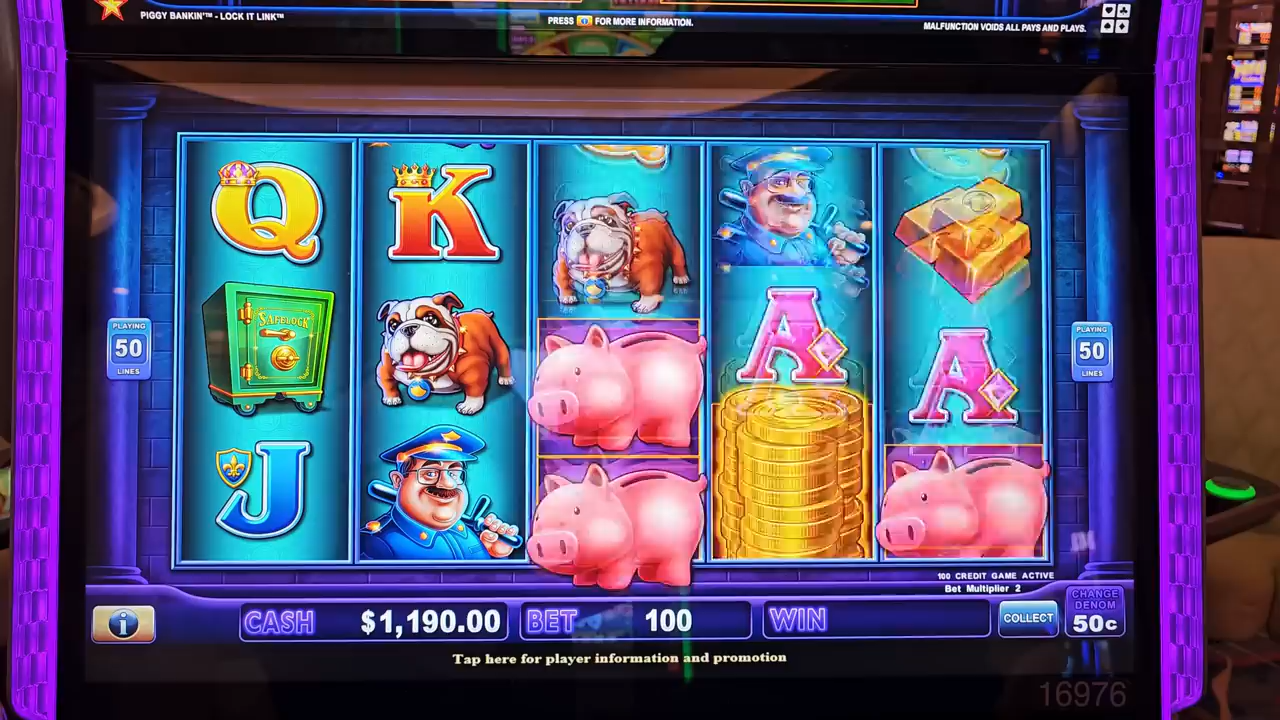 PIGGY BANKIN'™ - LOCK IT LINK™
PRESS i FOR MORE INFORMATION.
MALFUNCTION VOIDS ALL PAYS AND PLAYS.
Q
K
SAFELOCK
A
A
J
PLAYING
50
LINES
PLAYING
50
LINES
100 CREDIT GAME ACTIVE
Bet Multiplier 2
i
CASH $1,190.00
BET 100
WIN
COLLECT
CHANGE
DENOM
50¢
Tap here for player information and promotion
16976